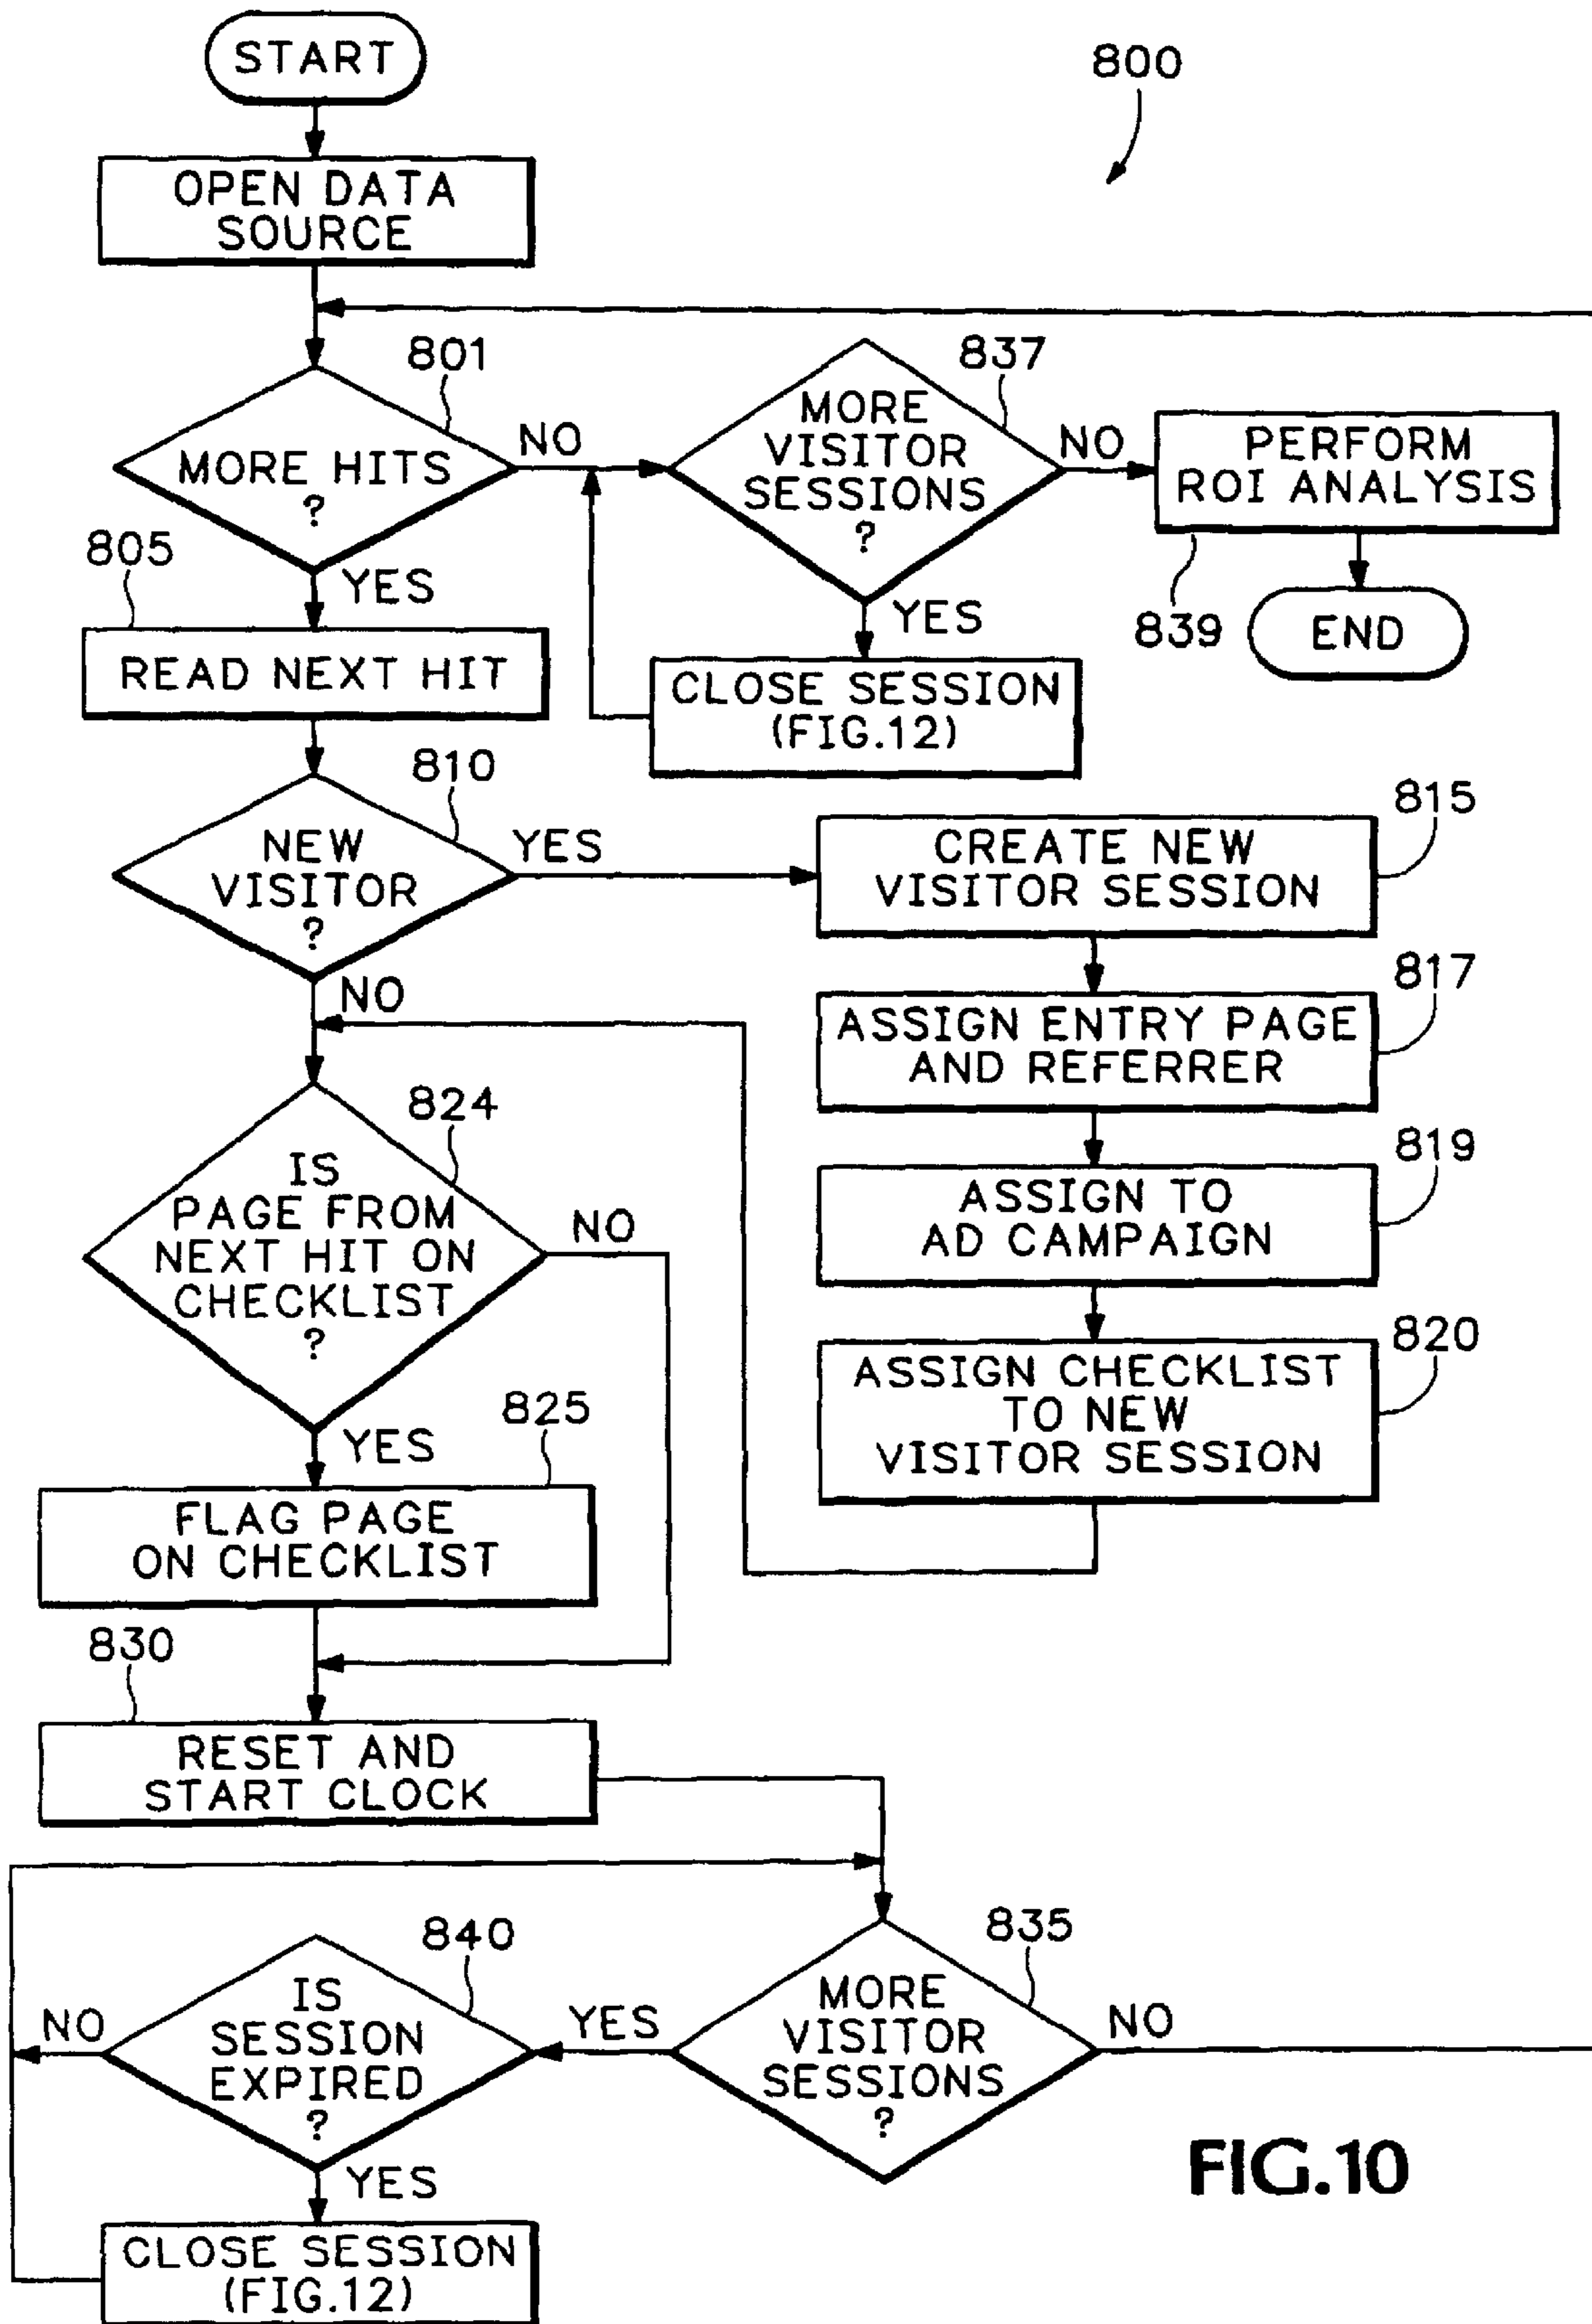 START
800
OPEN DATA
SOURCE
801
MORE HITS
?
NO
837
MORE
VISITOR
SESSIONS
?
NO
PERFORM
ROI ANALYSIS
839
END
YES
CLOSE SESSION
(FIG.12)
YES
805
READ NEXT HIT
810
NEW
VISITOR
?
YES
815
CREATE NEW
VISITOR SESSION
817
ASSIGN ENTRY PAGE
AND REFERRER
819
ASSIGN TO
AD CAMPAIGN
820
ASSIGN CHECKLIST
TO NEW
VISITOR SESSION
NO
824
IS
PAGE FROM
NEXT HIT ON
CHECKLIST
?
NO
YES
825
FLAG PAGE
ON CHECKLIST
830
RESET AND
START CLOCK
835
MORE
VISITOR
SESSIONS
?
NO
YES
840
IS
SESSION
EXPIRED
?
NO
YES
CLOSE SESSION
(FIG.12)
FIG.10